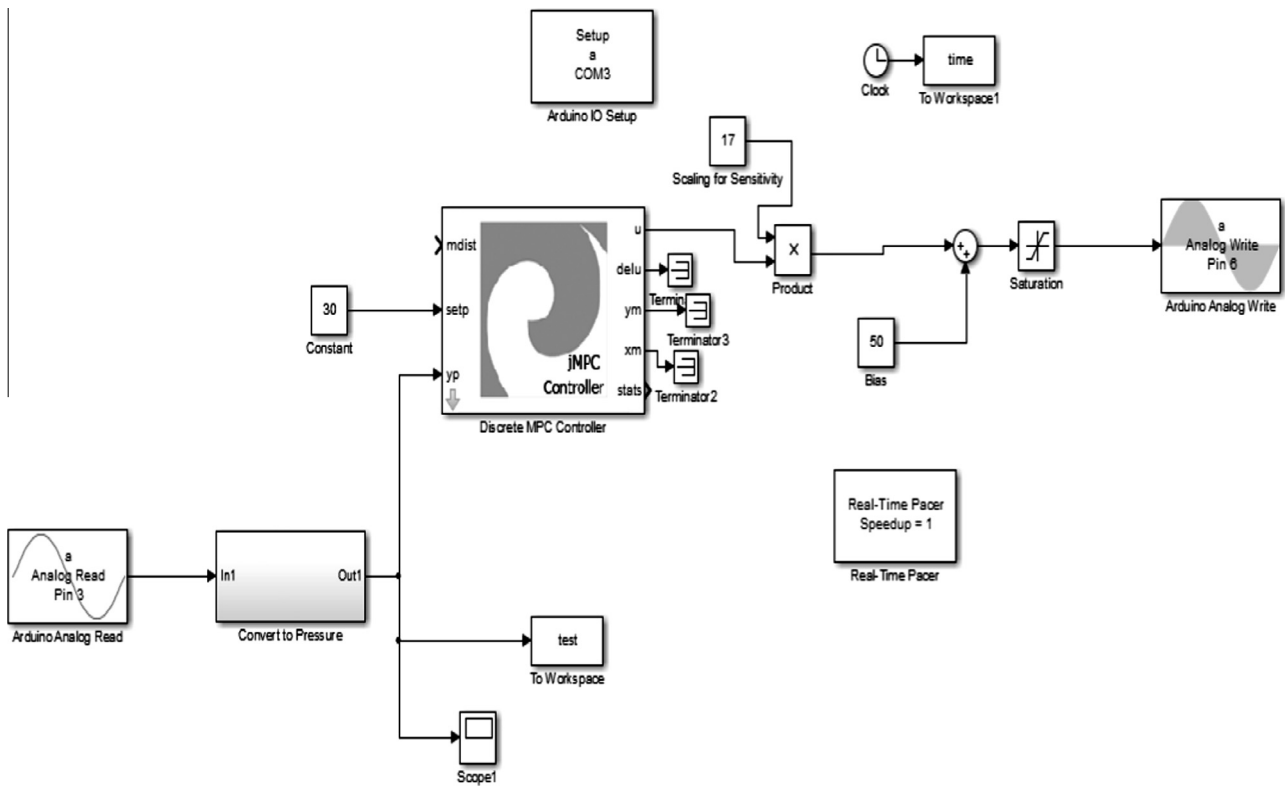 Setup
a
COM3
Arduino IO Setup
time
Clock
To Workspace1
17
Scaling for Sensitivity
mdist
setp
yp
u
delu
ym
xm
stats
jMPC
Controller
Discrete MPC Controller
30
Constant
Termin
Terminator3
Terminator2
×
Product
50
Bias
Saturation
a
Analog Write
Pin 6
Arduino Analog Write
Real-Time Pacer
Speedup = 1
Real-Time Pacer
a
Analog Read
Pin 3
Arduino Analog Read
In1
Out1
Convert to Pressure
test
To Workspace
Scope1